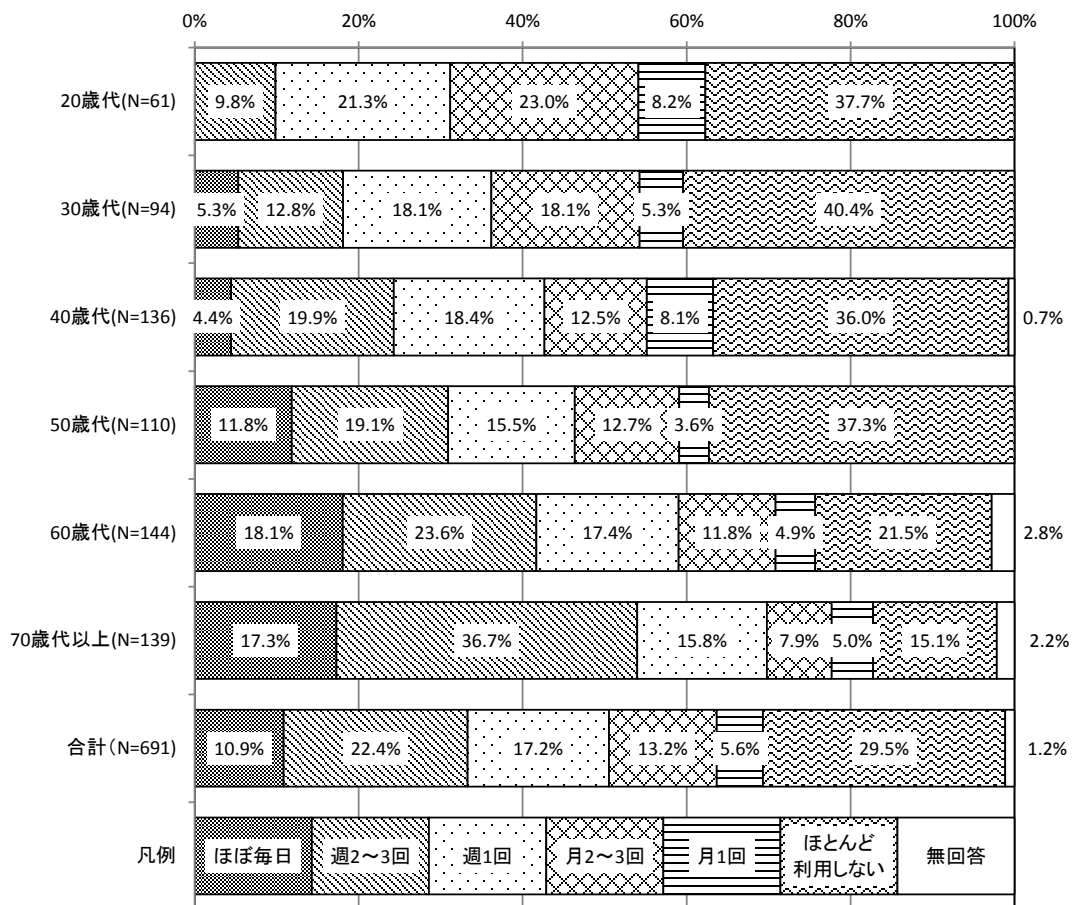 0% 20% 40% 60% 80% 100%
20歳代(N=61) 9.8% 21.3% 23.0% 8.2% 37.7%
30歳代(N=94) 5.3% 12.8% 18.1% 18.1% 5.3% 40.4%
40歳代(N=136) 4.4% 19.9% 18.4% 12.5% 8.1% 36.0% 0.7%
50歳代(N=110) 11.8% 19.1% 15.5% 12.7% 3.6% 37.3%
60歳代(N=144) 18.1% 23.6% 17.4% 11.8% 4.9% 21.5% 2.8%
70歳代以上(N=139) 17.3% 36.7% 15.8% 7.9% 5.0% 15.1% 2.2%
合計(N=691) 10.9% 22.4% 17.2% 13.2% 5.6% 29.5% 1.2%
凡例 ほぼ毎日 週2~3回 週1回 月2~3回 月1回 ほとんど
利用しない 無回答